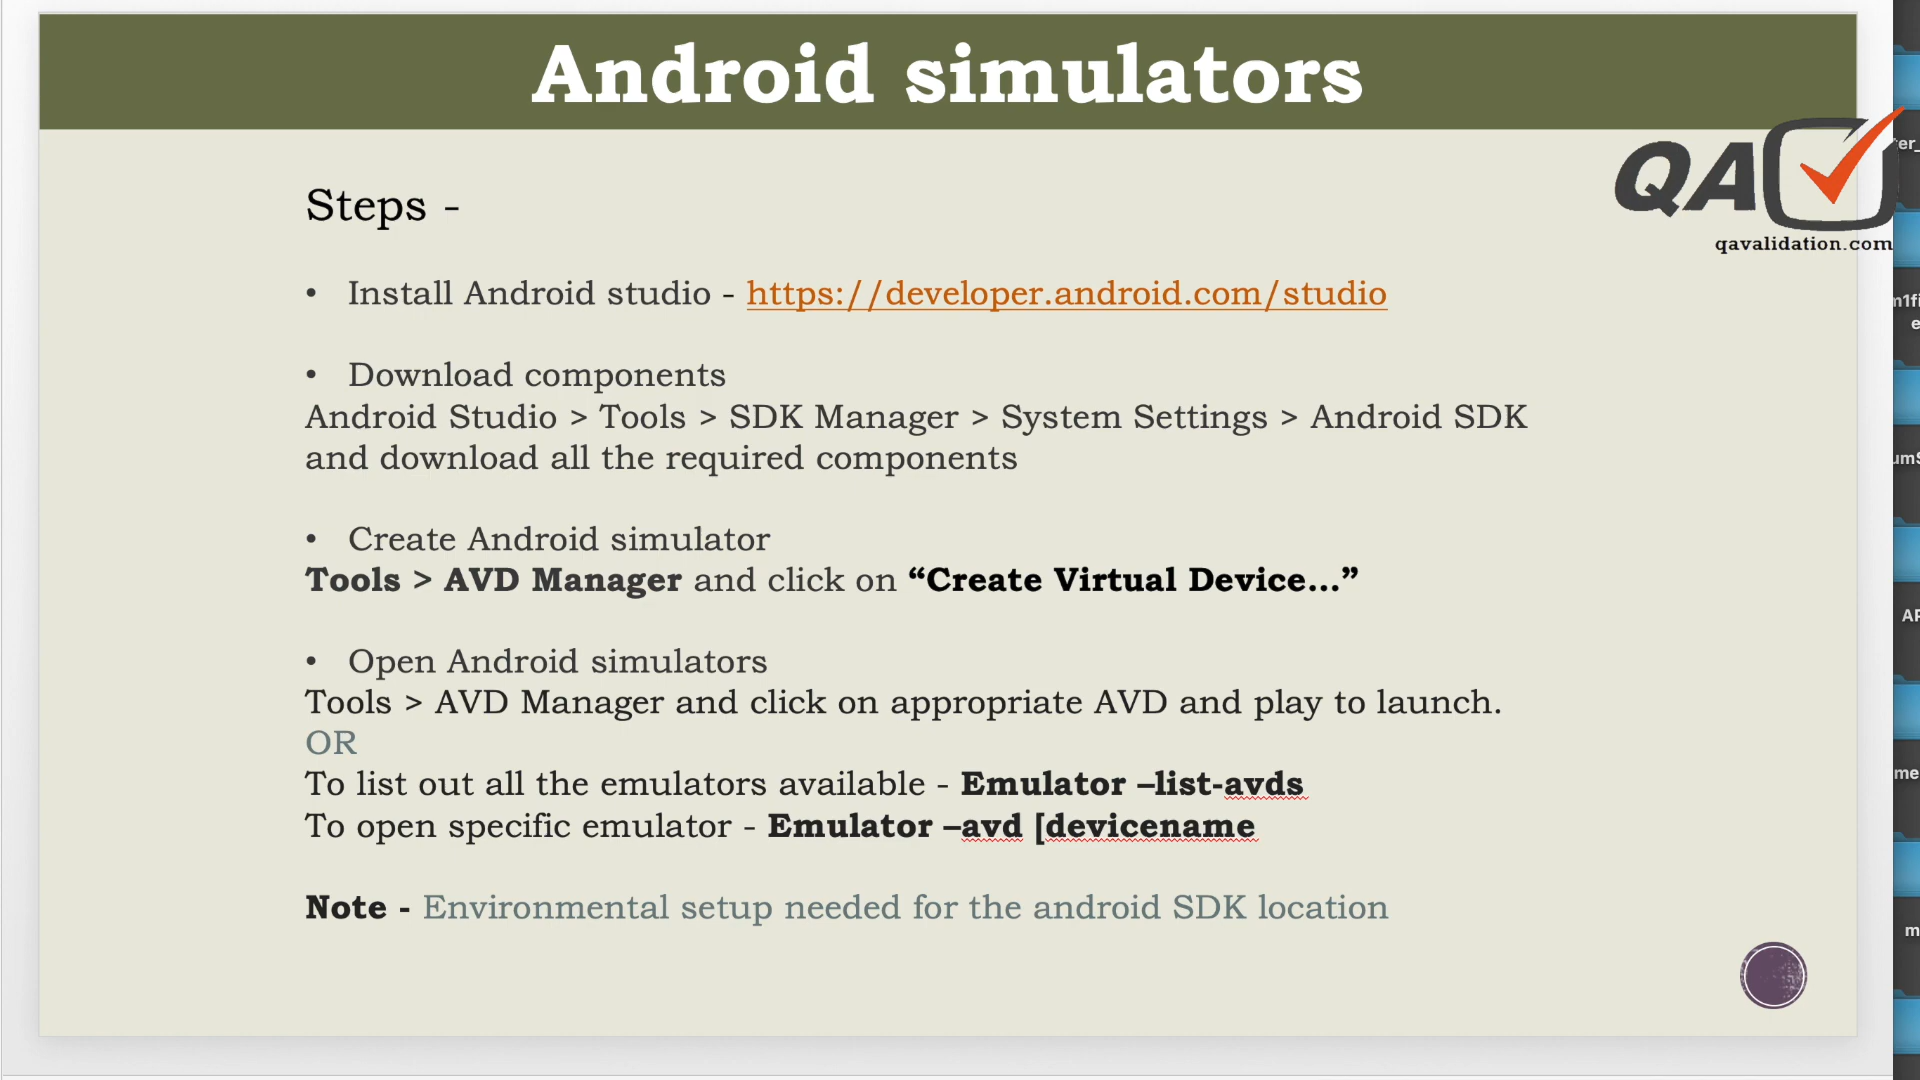 Android simulators
QA
qavalidation.com
Steps -
• Install Android studio - https://developer.android.com/studio
• Download components
Android Studio > Tools > SDK Manager > System Settings > Android SDK
and download all the required components
• Create Android simulator
Tools > AVD Manager and click on “Create Virtual Device…”
• Open Android simulators
Tools > AVD Manager and click on appropriate AVD and play to launch.
OR
To list out all the emulators available - Emulator –list-avds
To open specific emulator - Emulator –avd [devicename
Note - Environmental setup needed for the android SDK location